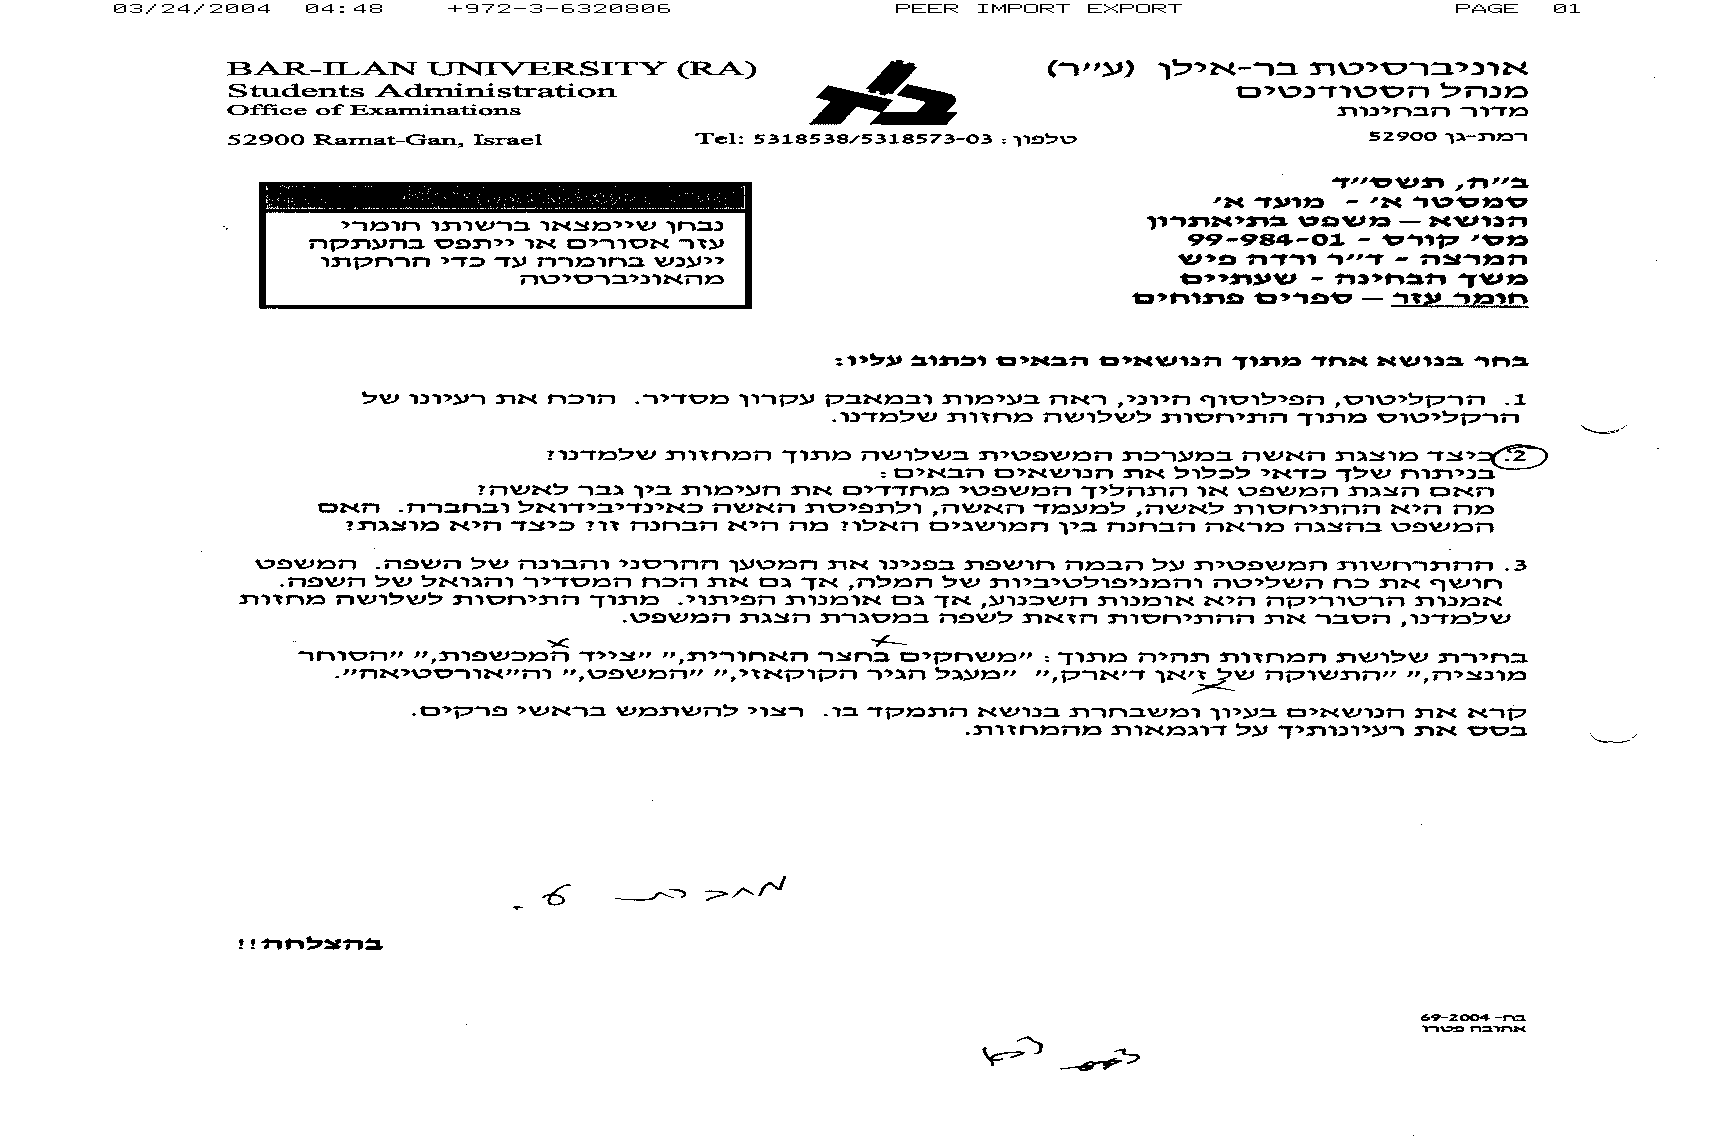 03/24/2004 04:48 +972-3-6320806 PEER IMPORT EXPORT PAGE 01
BAR-ILAN UNIVERSITY (RA)
Students Administration
Office of Examinations
52900 Ramat-Gan, Israel
אוניברסיטת בר-אילן (ע"ר)
מנהל הסטודנטים
מדור הבחינות
רמת-גן 52900
Tel: 5318538/5318573-03 : טלפון
ב"ה, תשס"ד
סמסטר א' - מועד א'
הנושא – משפט בתיאטרון
מס' קורס - 99-984-01
המרצה - ד"ר ורדה פיש
משך הבחינה - שעתיים
חומר עזר – ספרים פתוחים
נבחן שיימצאו ברשותו חומרי
עזר אסורים או ייתפס בהעתקה
ייענש בחומרה עד כדי הרחקתו
מהאוניברסיטה
בחר בנושא אחד מתוך הנושאים הבאים וכתוב עליו:
1. הרקליטוס, הפילוסוף היווני, ראה בעימות ובמאבק עקרון מסדיר. הוכח את רעיונו של
הרקליטוס מתוך התיחסות לשלושה מחזות שלמדנו.
2. כיצד מוצגת האשה במערכת המשפטית בשלושה מתוך המחזות שלמדנו?
בניתוח שלך כדאי לכלול את הנושאים הבאים:
האם הצגת המשפט או התהליך המשפטי מחדדים את העימות בין גבר לאשה?
מה היא ההתיחסות לאשה, למעמד האשה, ולתפיסת האשה כאינדיבידואל ובחברה. האם
המשפט בהצגה מראה הבחנה בין המושגים האלו? מה היא הבחנה זו? כיצד היא מוצגת?
3. ההתרחשות המשפטית על הבמה חושפת בפנינו את המטען ההרסני והבונה של השפה. המשפט
חושף את כח השליטה והמניפולטיביות של המלה, אך גם את הכח המסדיר והגואל של השפה.
אמנות הרטוריקה היא אומנות השכנוע, אך גם אומנות הפיתוי. מתוך התיחסות לשלושה מחזות
שלמדנו, הסבר את ההתיחסות הזאת לשפה במסגרת הצגת המשפט.
בחירת שלושת המחזות תהיה מתוך: "משחקים בחצר האחורית," "צייד המכשפות," "הסוחר
מונציה," "התשוקה של ז'אן ד'ארק," "מעגל הגיר הקוקאזי," "המשפט," וה"אורסטיאה".
קרא את הנושאים בעיון ומשבחרת בנושא התמקד בו. רצוי להשתמש בראשי פרקים.
בסס את רעיונותיך על דוגמאות מהמחזות.
מחברת 6.
בהצלחה!!
בח- 69-2004
אהובה פטרו